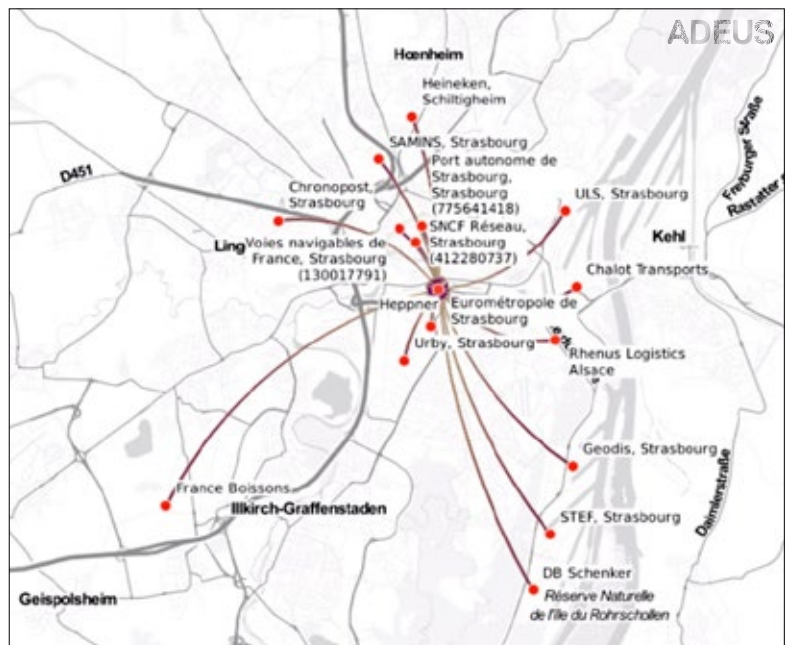 ADEUS
Hœnheim
Heineken,
Schiltigheim
SAMINS, Strasbourg
Port autonome de
Strasbourg,
Strasbourg
(775641418)
D451
Chronopost,
Strasbourg
ULS, Strasbourg
Freiburger Straße
Rastatter
Kehl
SNCF Réseau,
Strasbourg
(412280737)
Ling
Voies navigables de
France, Strasbourg
(130017791)
Chalot Transports
Heppner
Eurométropole de
Strasbourg
Urby, Strasbourg
Rhenus Logistics
Alsace
Geodis, Strasbourg
France Boissons
Illkirch-Graffenstaden
STEF, Strasbourg
Daimlerstraße
DB Schenker
Réserve Naturelle
de l'île du Rohrschollen
Geispolsheim